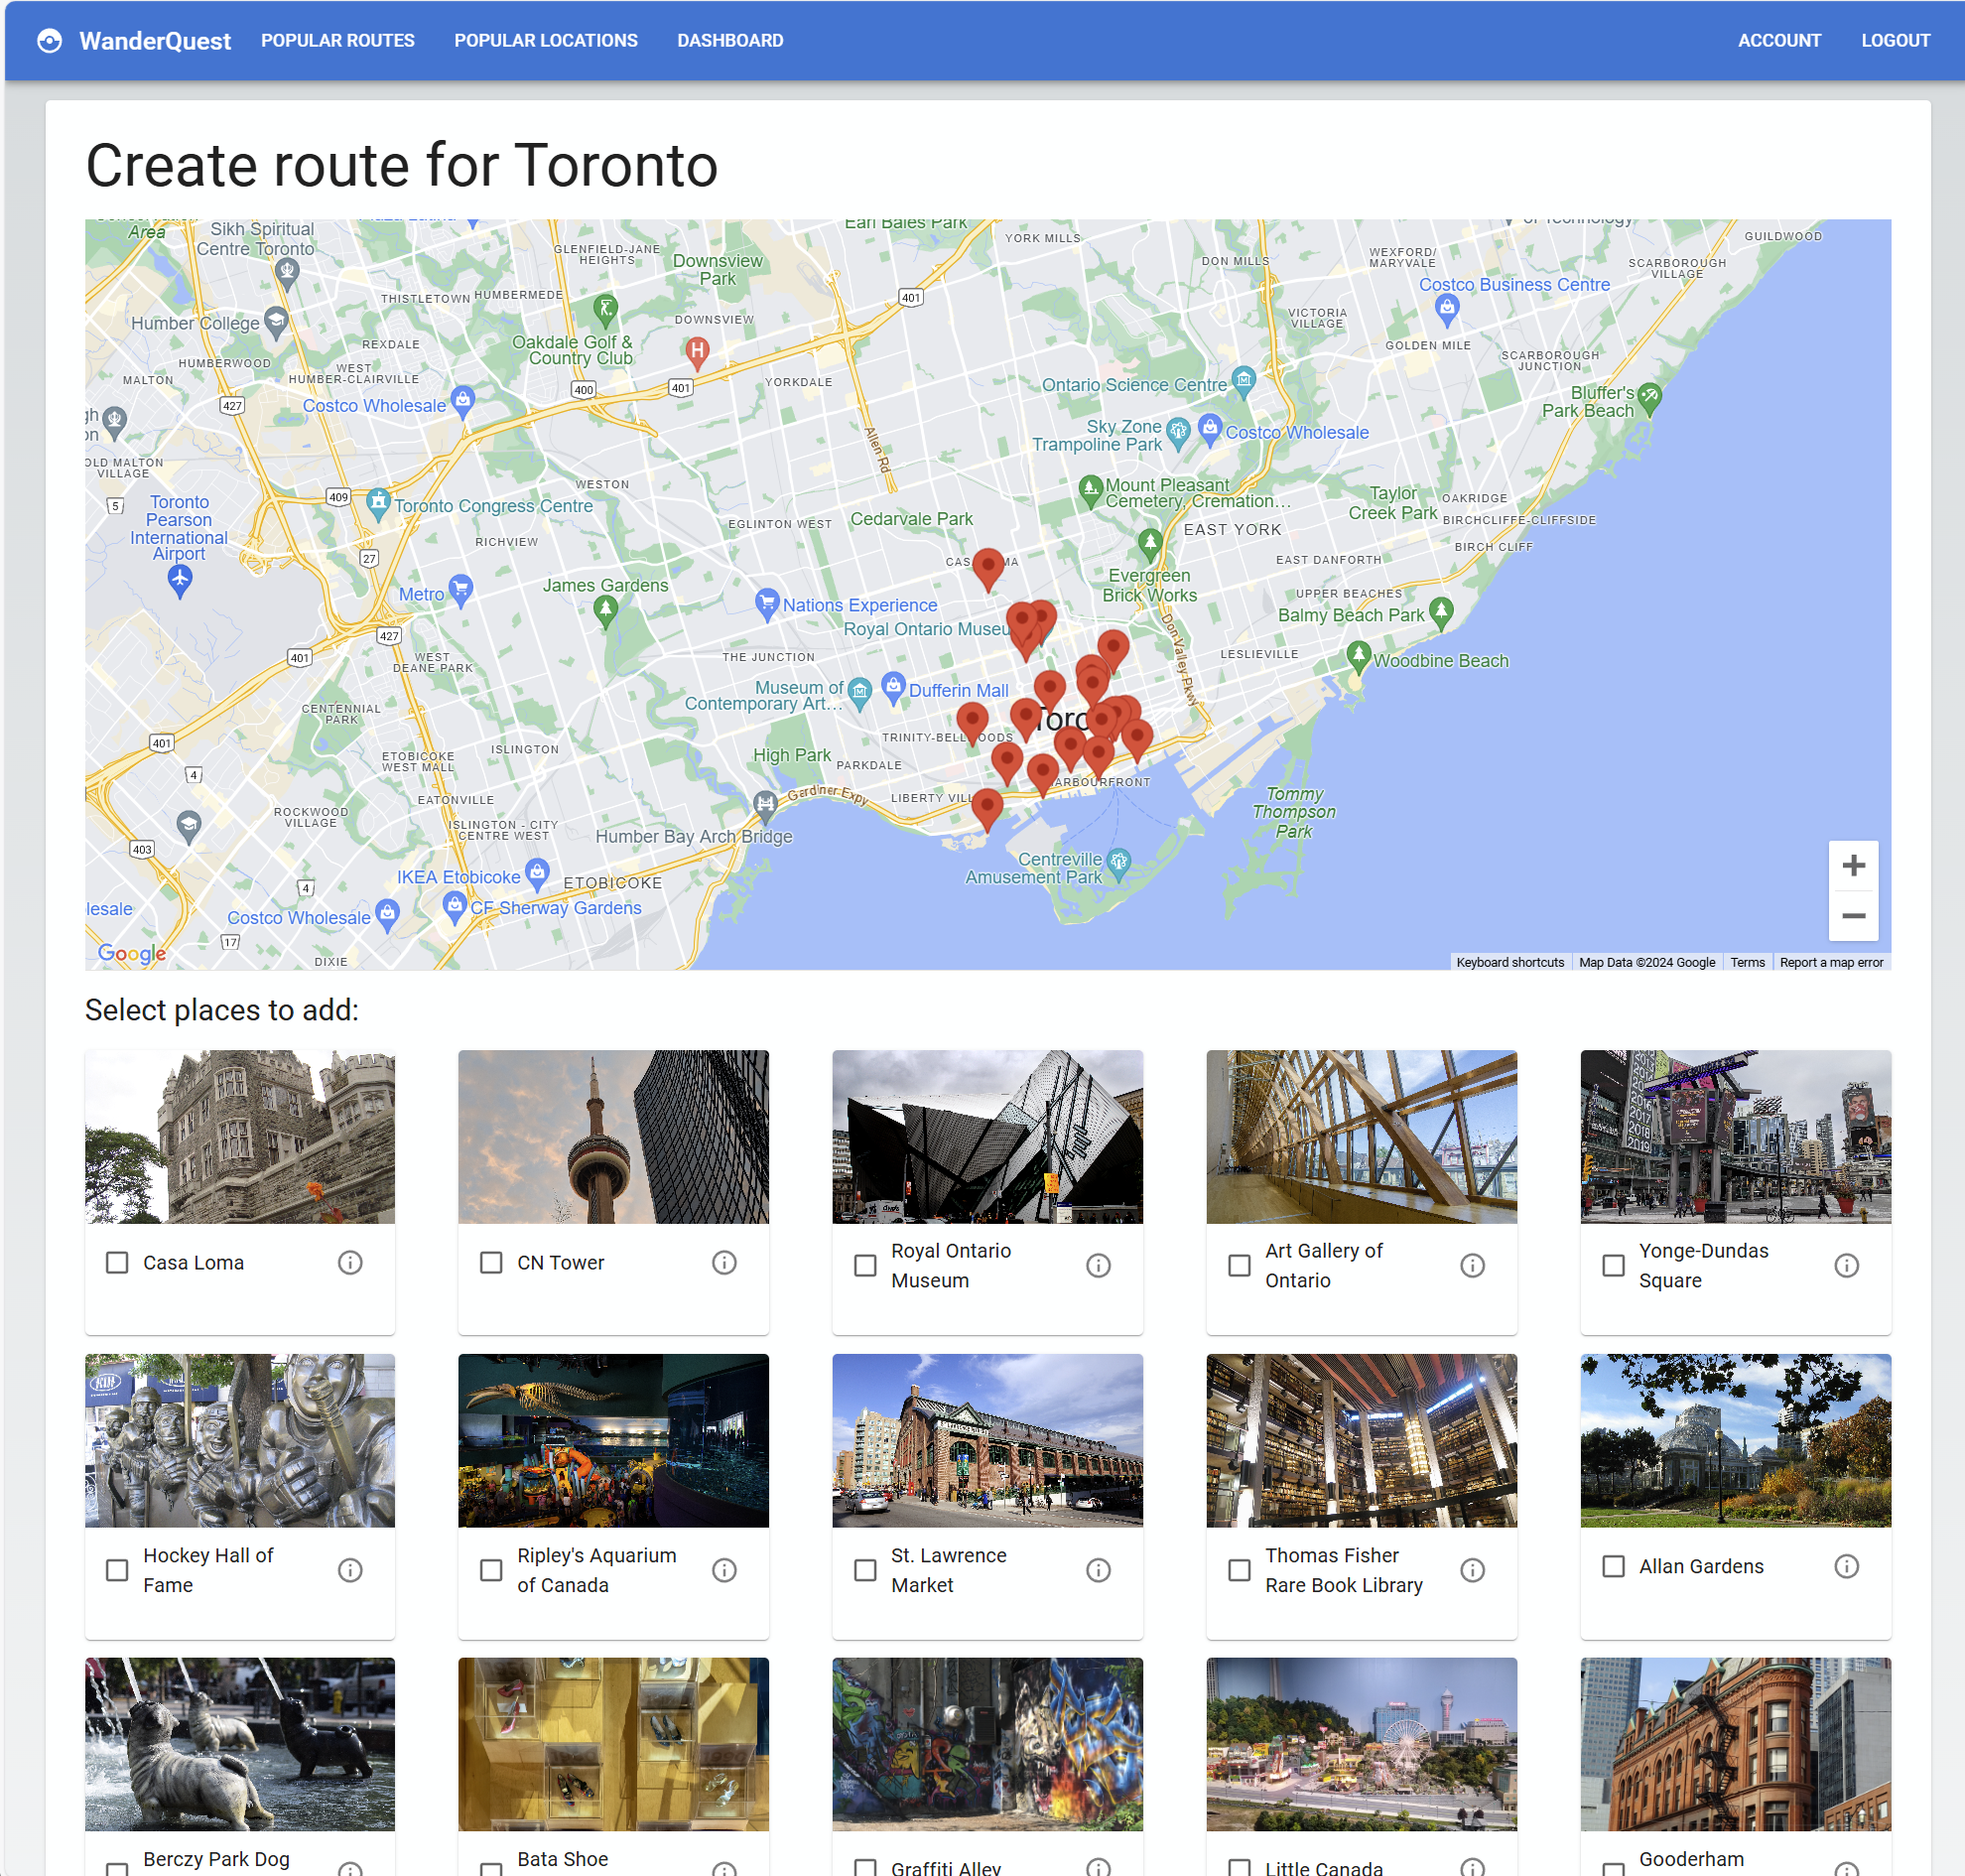 WanderQuest
POPULAR ROUTES
POPULAR LOCATIONS
DASHBOARD
ACCOUNT
LOGOUT
Create route for Toronto
Area
Sikh Spiritual
Centre Toronto
GLENFIELD-JANE
HEIGHTS
Downsview
Park
Earl Bales Park
YORK MILLS
DON MILLS
WEXFORD/
MARYVALE
of Technology
GUILDWOOD
SCARBOROUGH
VILLAGE
THISTLETOWN
HUMBERMEDE
Costco Business Centre
401
Humber College
DOWNSVIEW
VICTORIA
VILLAGE
REXDALE
Oakdale Golf &
Country Club
H
GOLDEN MILE
HUMBERWOOD
WEST
HUMBER-CLAIRVILLE
SCARBOROUGH
JUNCTION
MALTON
400
401
YORKDALE
Ontario Science Centre
Bluffer's
Park Beach
427
Costco Wholesale
Sky Zone
Trampoline Park
Costco Wholesale
Allen Rd
OLD MALTON
VILLAGE
WESTON
Mount Pleasant
Cemetery, Cremation...
Taylor
Creek Park
OAKRIDGE
5
409
Toronto
Pearson
International
Airport
Toronto Congress Centre
EGLINTON WEST
Cedarvale Park
EAST YORK
BIRCHCLIFFE-CLIFFSIDE
RICHVIEW
BIRCH CLIFF
27
EAST DANFORTH
Metro
James Gardens
Evergreen
Brick Works
UPPER BEACHES
Nations Experience
Balmy Beach Park
Royal Ontario Museu
427
Don Valley Pkwy
401
WEST
DEANE PARK
THE JUNCTION
LESLIEVILLE
Woodbine Beach
Museum of
Contemporary Art...
Dufferin Mall
CENTENNIAL
PARK
Toro
401
ISLINGTON
TRINITY-BELLWOODS
ETOBICOKE
WEST MALL
High Park
PARKDALE
4
ARBOURFRONT
EATONVILLE
Gardiner Expy
LIBERTY VILL
Tommy
Thompson
Park
ROCKWOOD
VILLAGE
ISLINGTON - CITY
CENTRE WEST
Humber Bay Arch Bridge
403
Centreville
Amusement Park
IKEA Etobicoke
ETOBICOKE
4
lesale
Costco Wholesale
CF Sherway Gardens
17
Google
DIXIE
Keyboard shortcuts
Map Data ©2024 Google
Terms
Report a map error
Select places to add:
Casa Loma
CN Tower
Royal Ontario
Museum
Art Gallery of
Ontario
Yonge-Dundas
Square
Hockey Hall of
Fame
Ripley's Aquarium
of Canada
St. Lawrence
Market
Thomas Fisher
Rare Book Library
Allan Gardens
Berczy Park Dog
Bata Shoe
Graffiti Alley
Little Canada
Gooderham